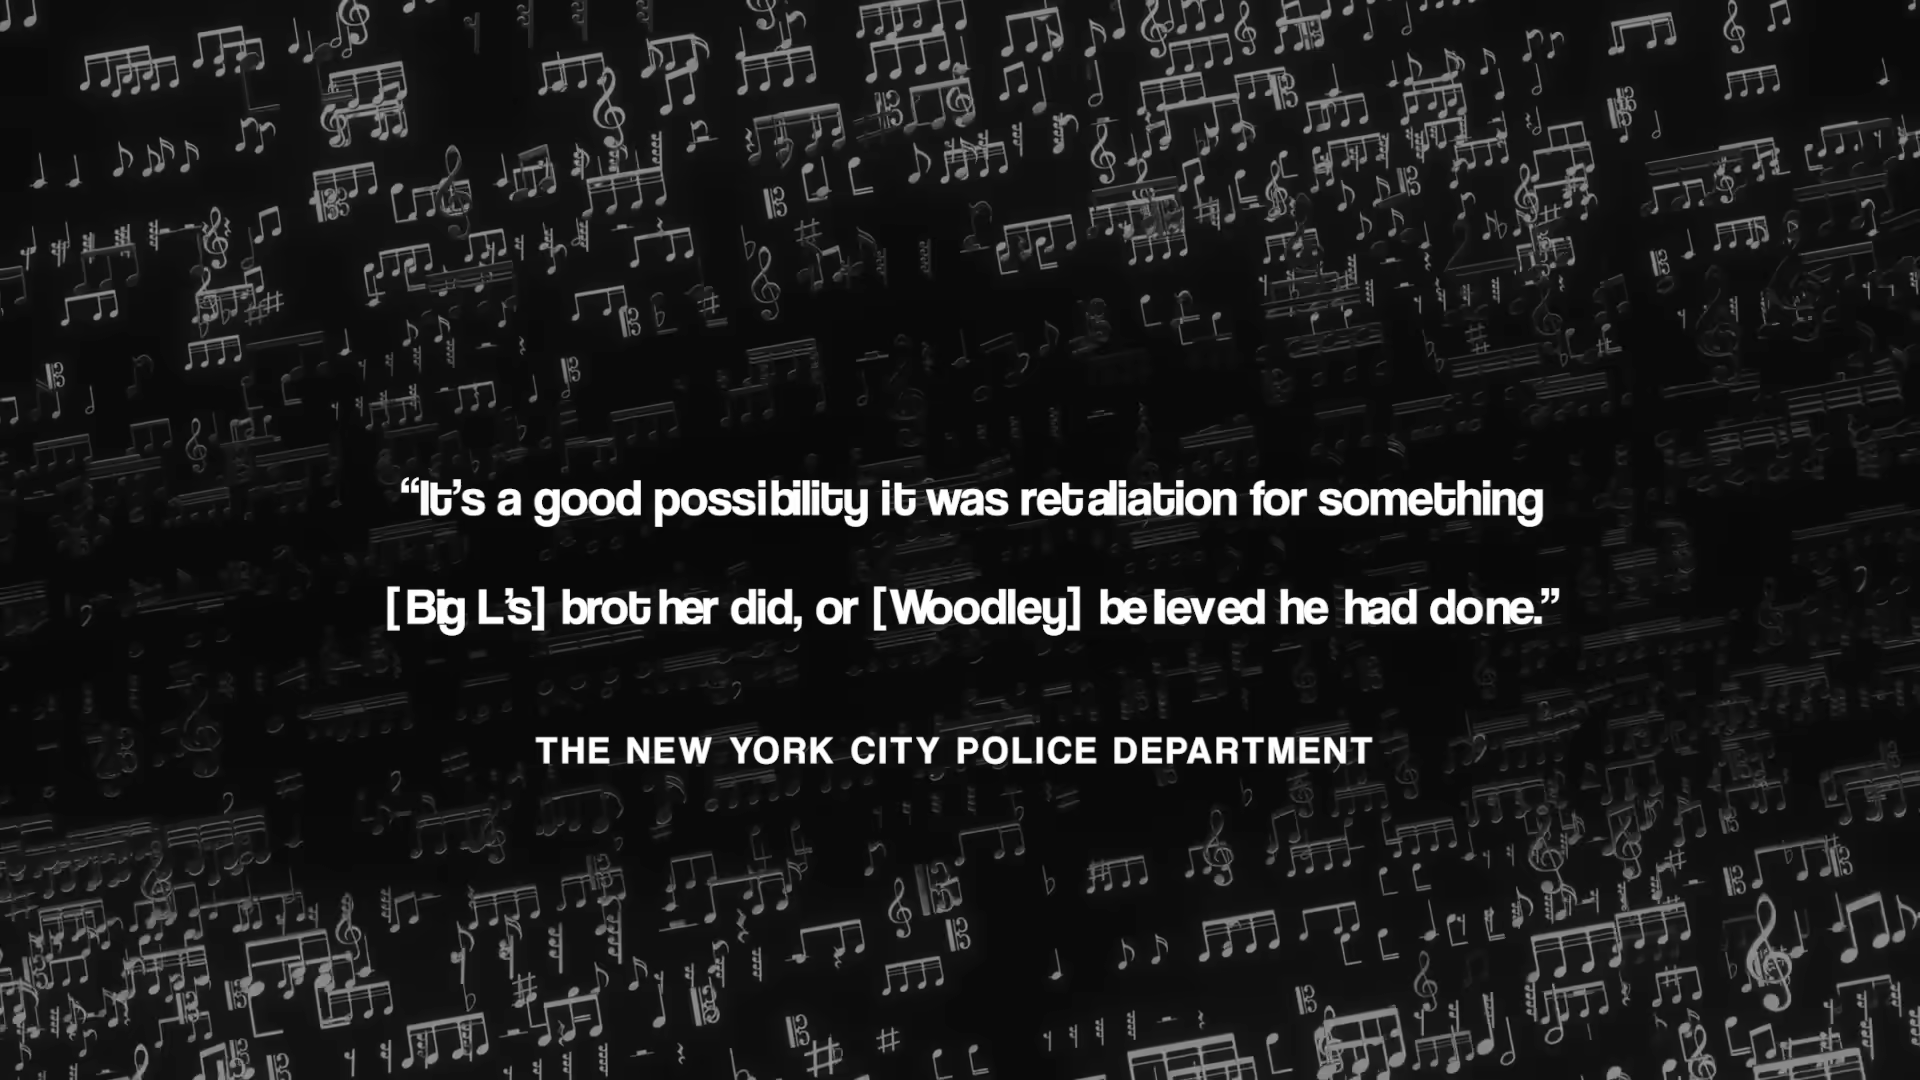 “It’s a good possibility it was retaliation for something
[Big L’s] brother did, or [Woodley] believed he had done.”
THE NEW YORK CITY POLICE DEPARTMENT